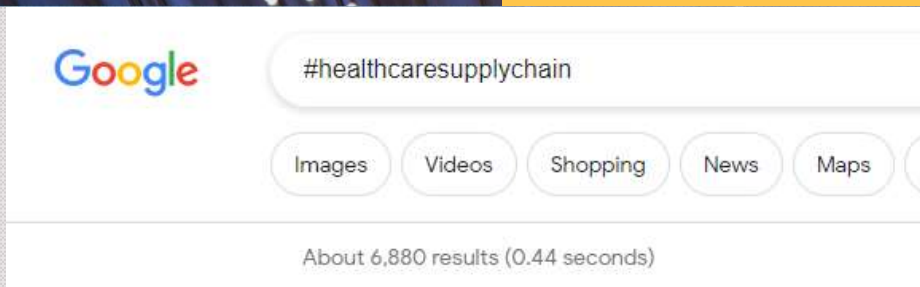 Google
#healthcaresupplychain
Images Videos Shopping News Maps
About 6,880 results (0.44 seconds)